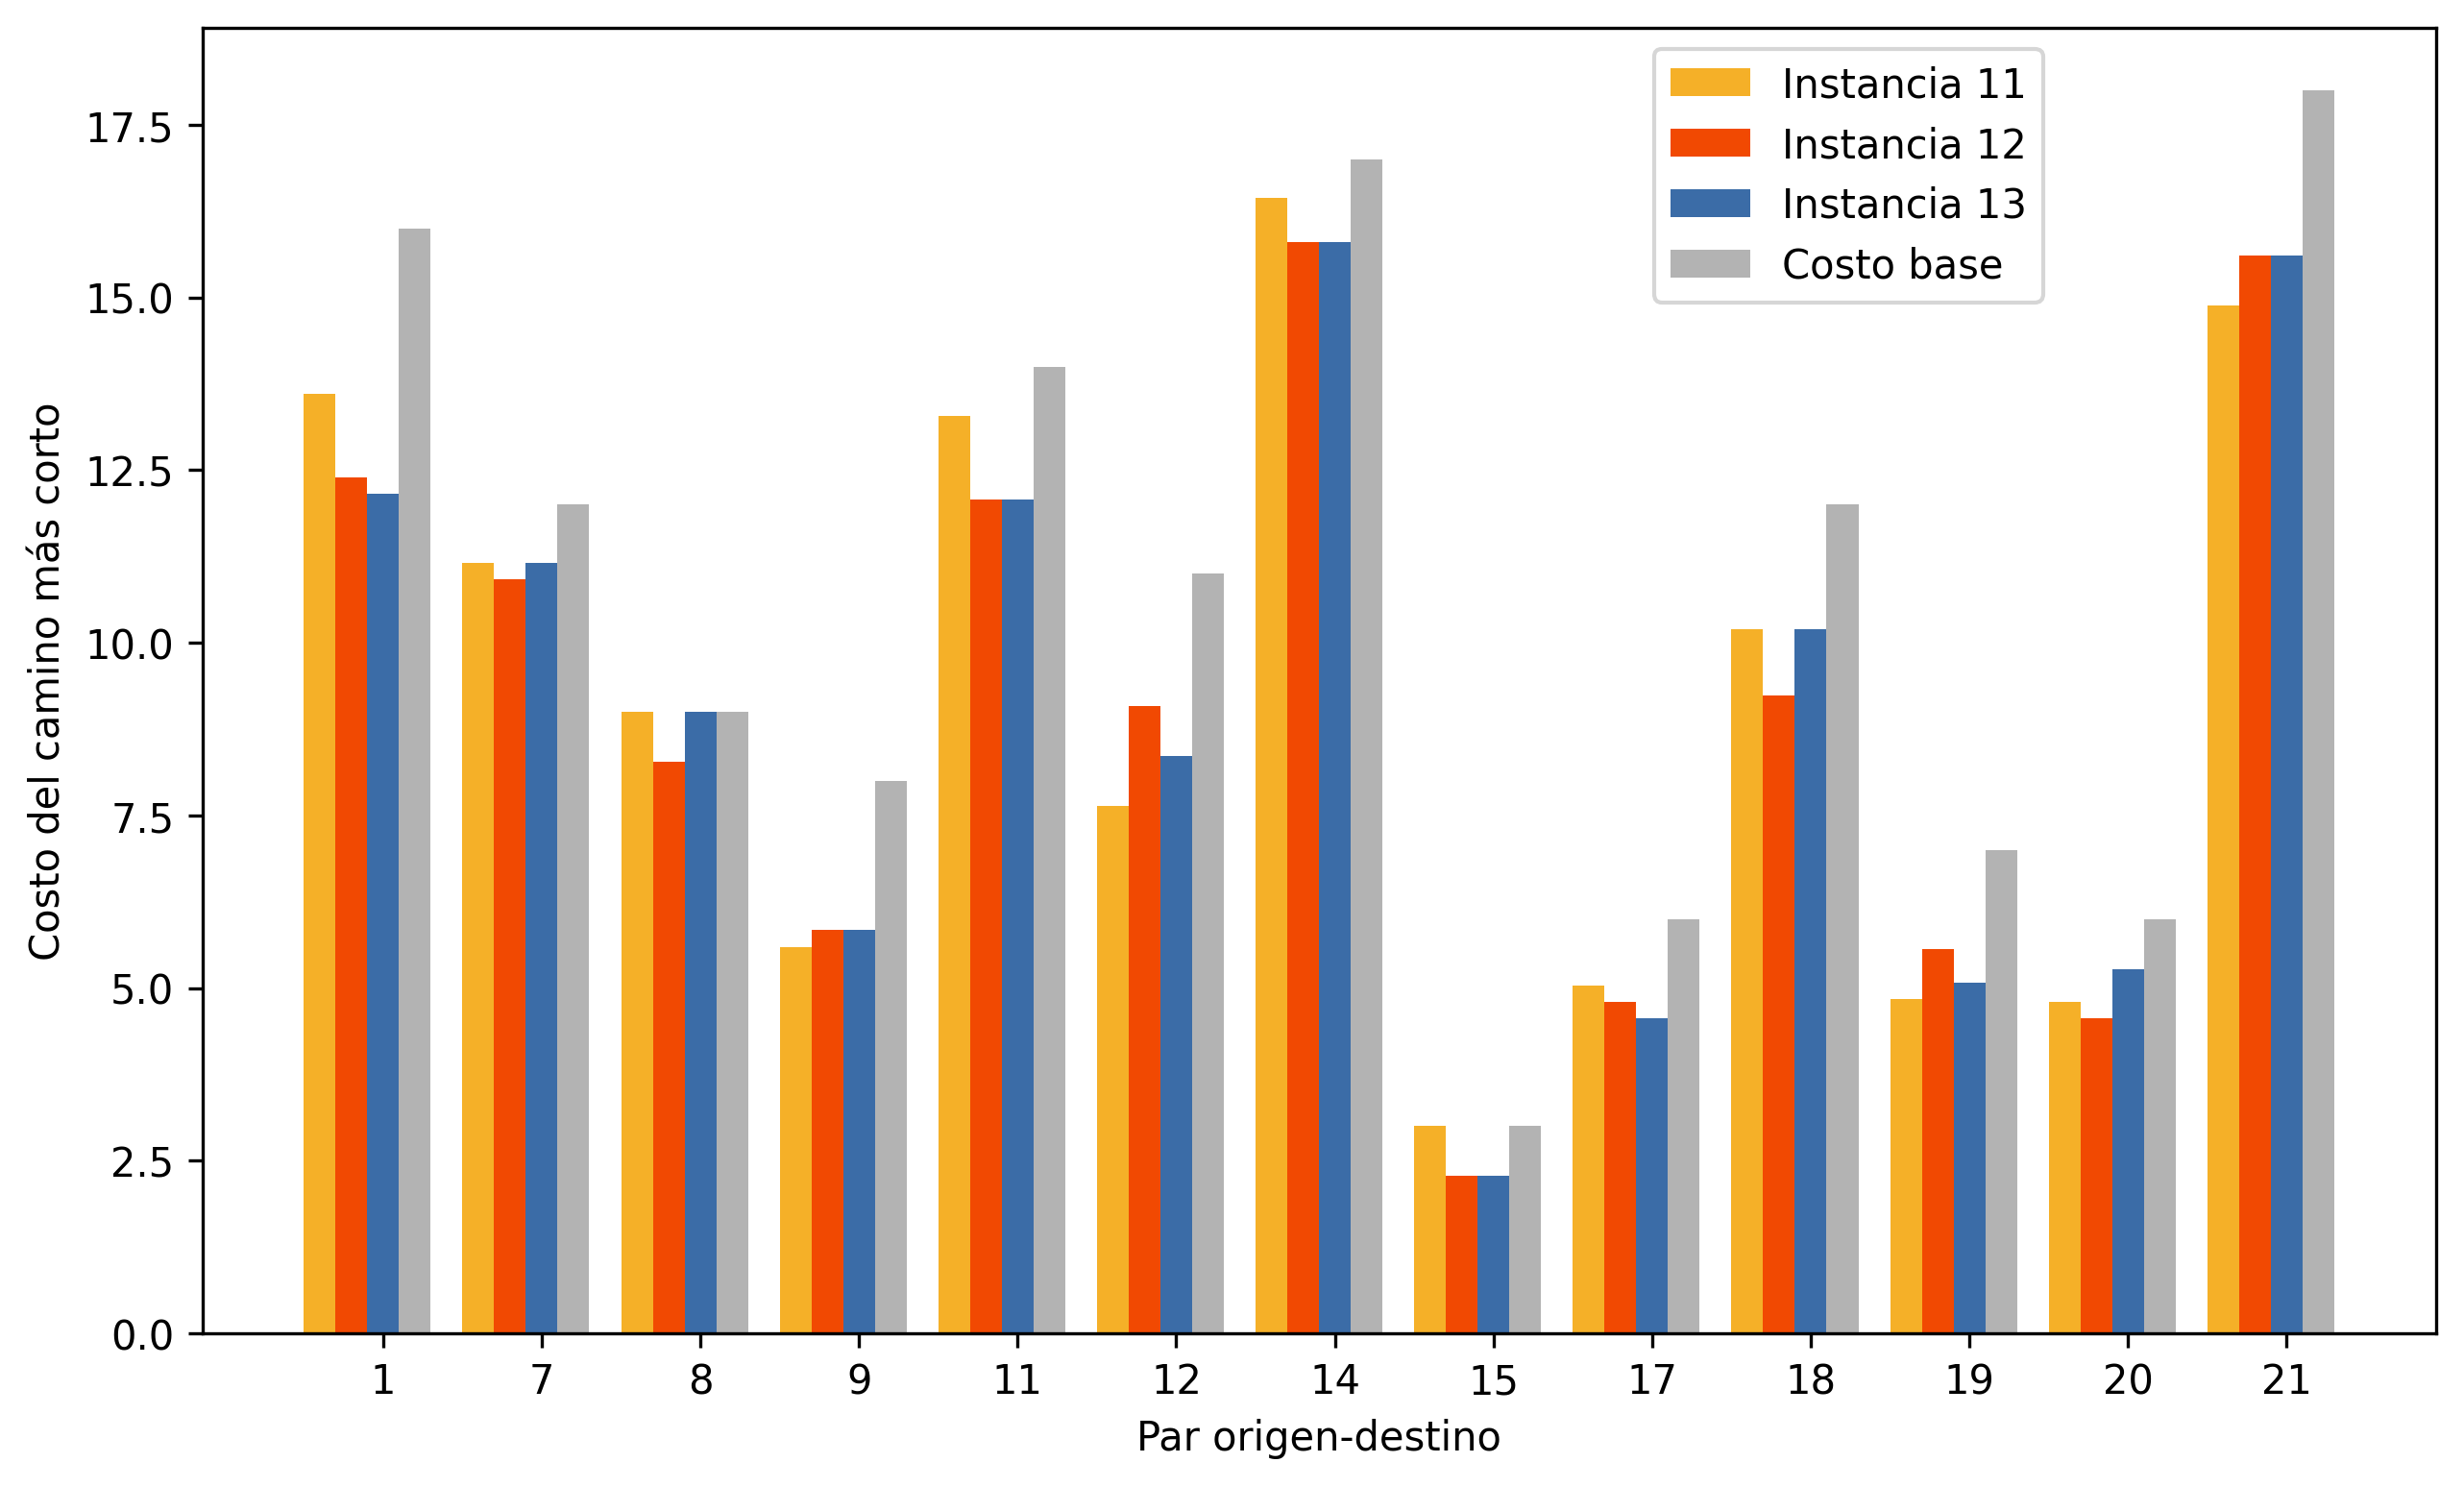 Instancia 11
Instancia 12
Instancia 13
Costo base
Costo del camino más corto
17.5
15.0
12.5
10.0
7.5
5.0
2.5
0.0
1 7 8 9 11 12 14 15 17 18 19 20 21
Par origen-destino